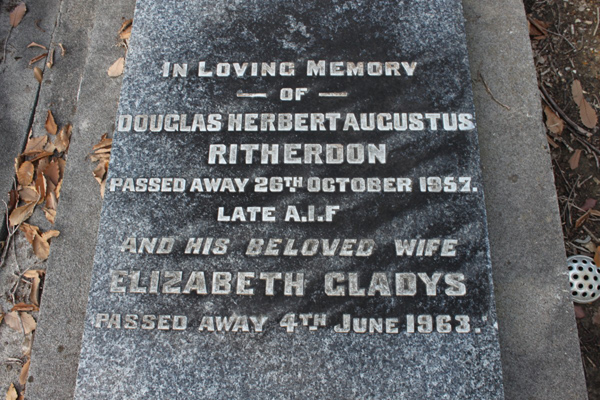 IN LOVING MEMORY
— OF —
DOUGLAS HERBERT AUGUSTUS
RITHERDON
PASSED AWAY 26TH OCTOBER 1957.
LATE A.I.F
AND HIS BELOVED WIFE
ELIZABETH GLADYS
PASSED AWAY 4TH JUNE 1963.